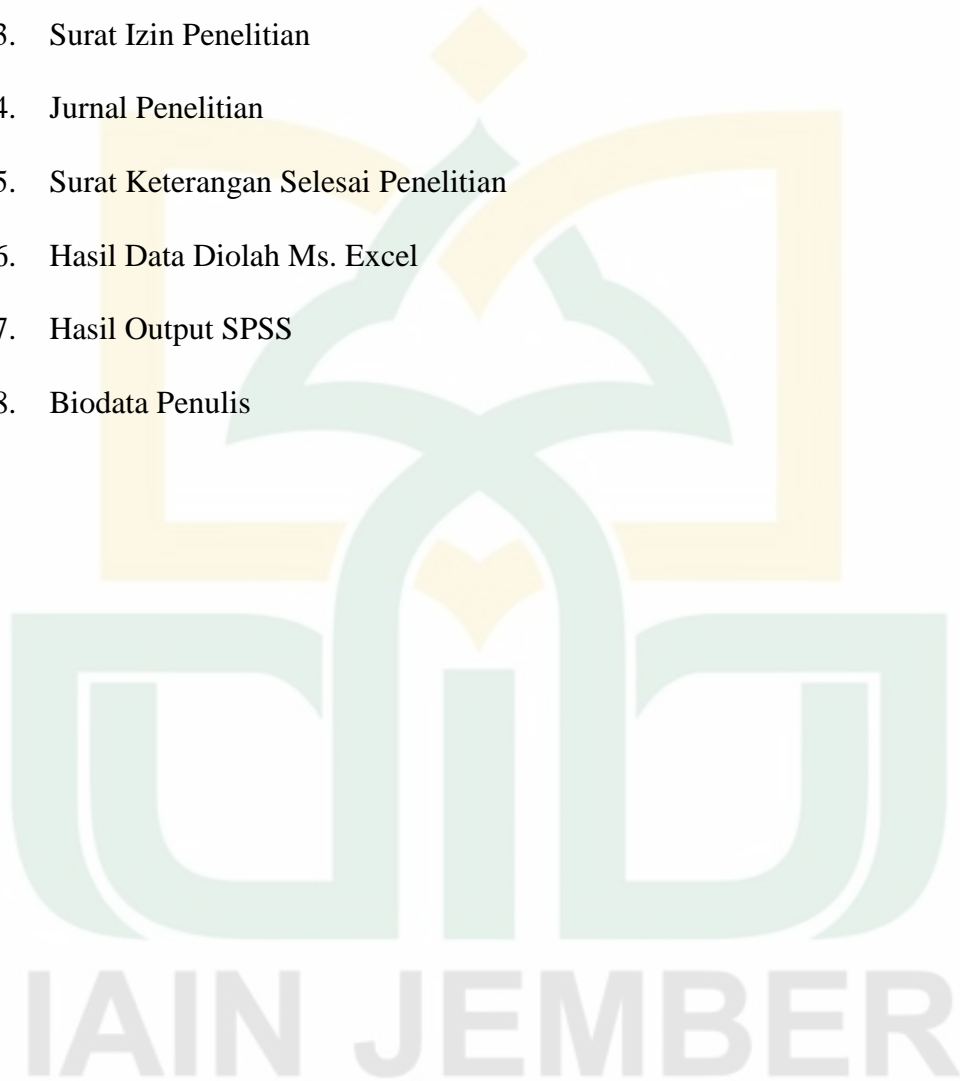 3. Surat Izin Penelitian
4. Jurnal Penelitian
5. Surat Keterangan Selesai Penelitian
6. Hasil Data Diolah Ms. Excel
7. Hasil Output SPSS
8. Biodata Penulis
IAIN JEMBER